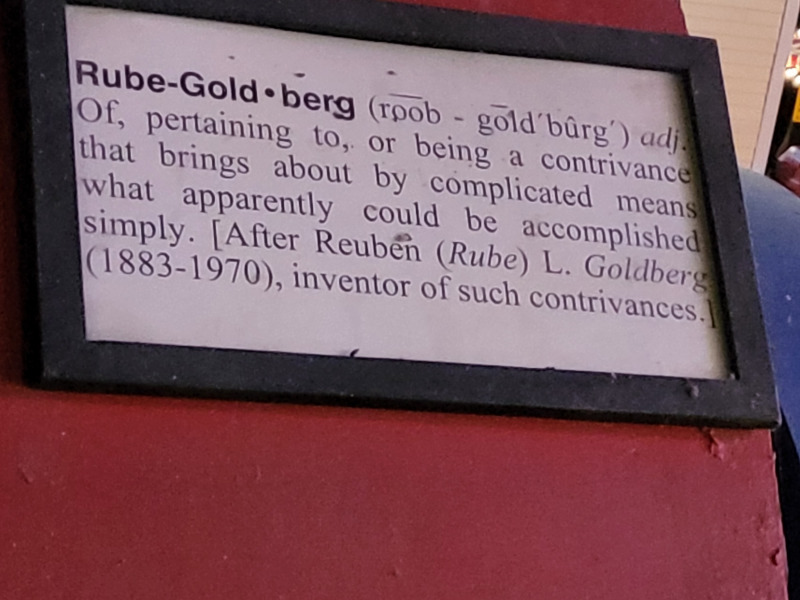 Rube-Gold•berg (ro͞ob - gōld′bûrg′) adj.
Of, pertaining to, or being a contrivance
that brings about by complicated means
what apparently could be accomplished
simply. [After Reuben (Rube) L. Goldberg
(1883-1970), inventor of such contrivances.]